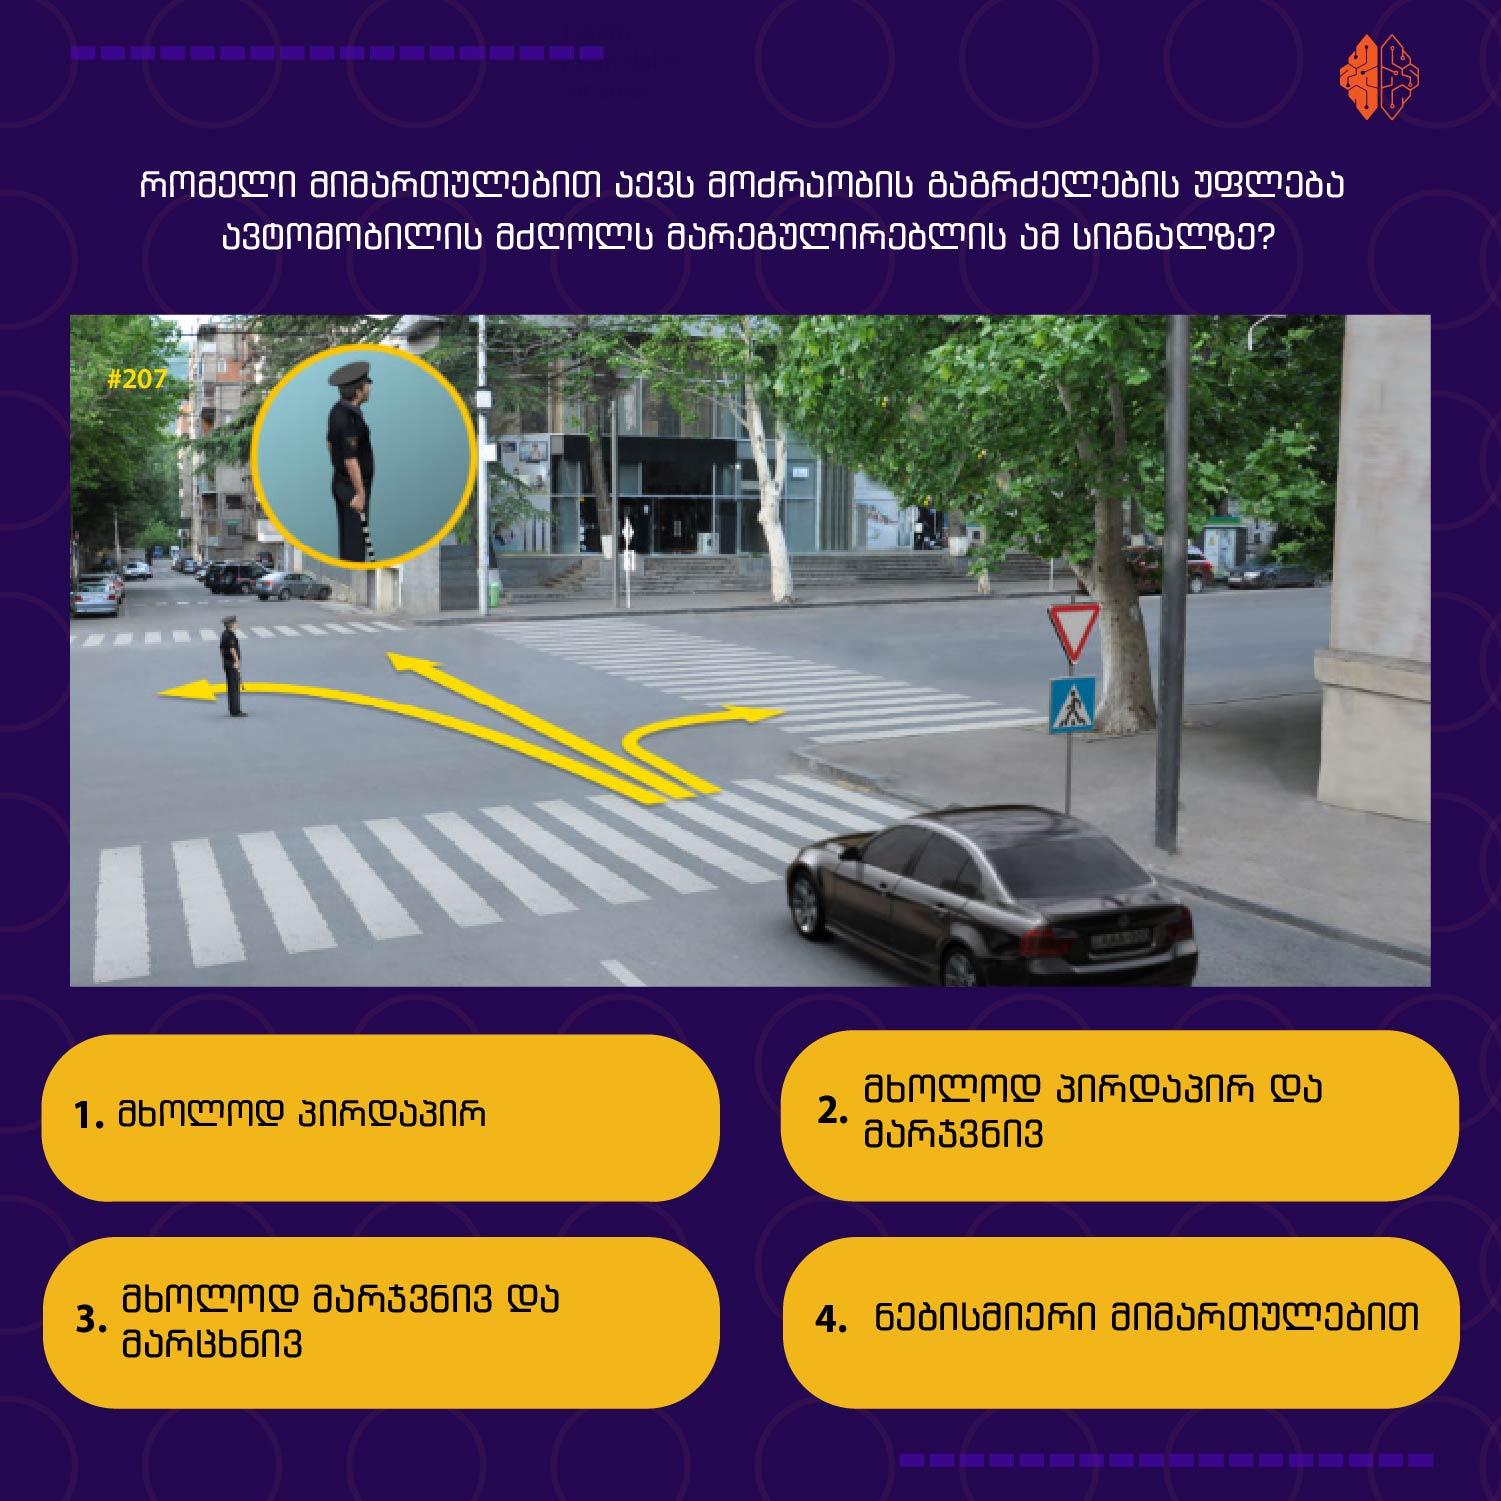 რომელი მიმართულებით აქვს მოძრაობის გაგრძელების უფლება
ავტომობილის მძღოლს მარეგულირებლის ამ სიგნალზე?
#207
1. მხოლოდ პირდაპირ
2. მხოლოდ პირდაპირ და
მარჯვნივ
3. მხოლოდ მარჯვნივ და
მარცხნივ
4. ნებისმიერი მიმართულებით